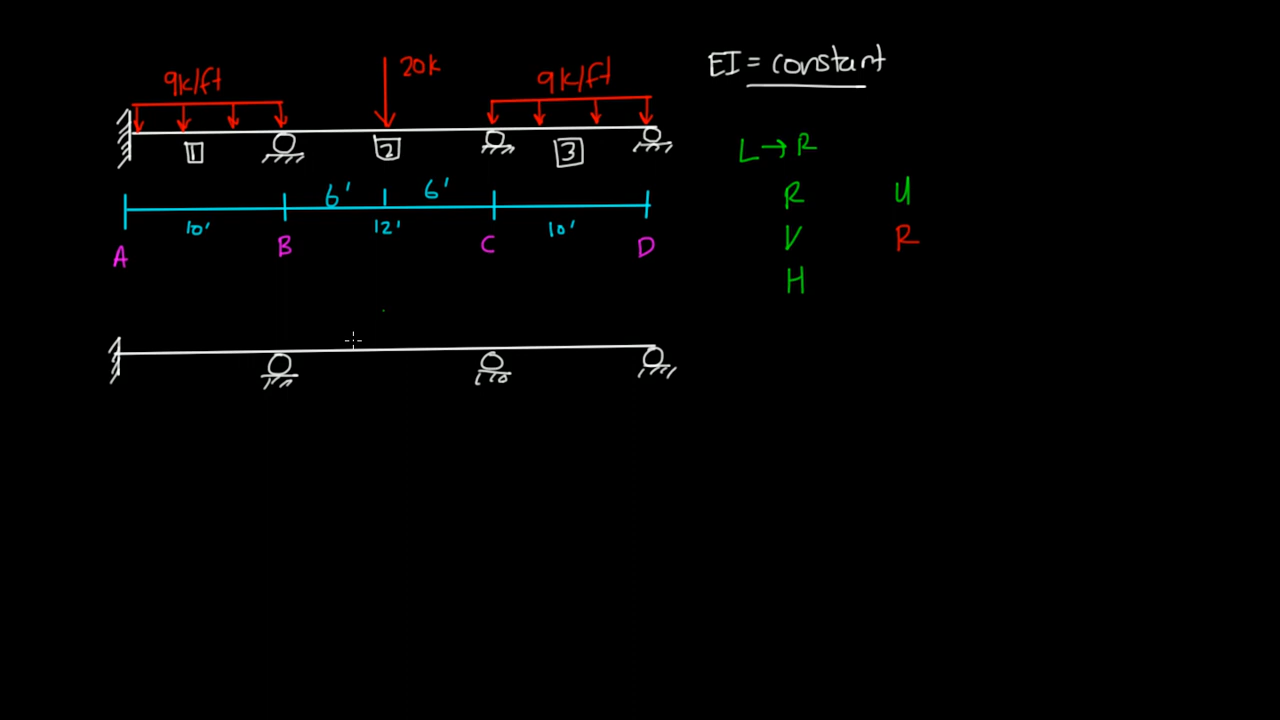 9k/ft 20k 9k/ft
1 2 3
6' 6'
10' 12' 10'
A B C D
EI = constant
L → R
R U
V R
H